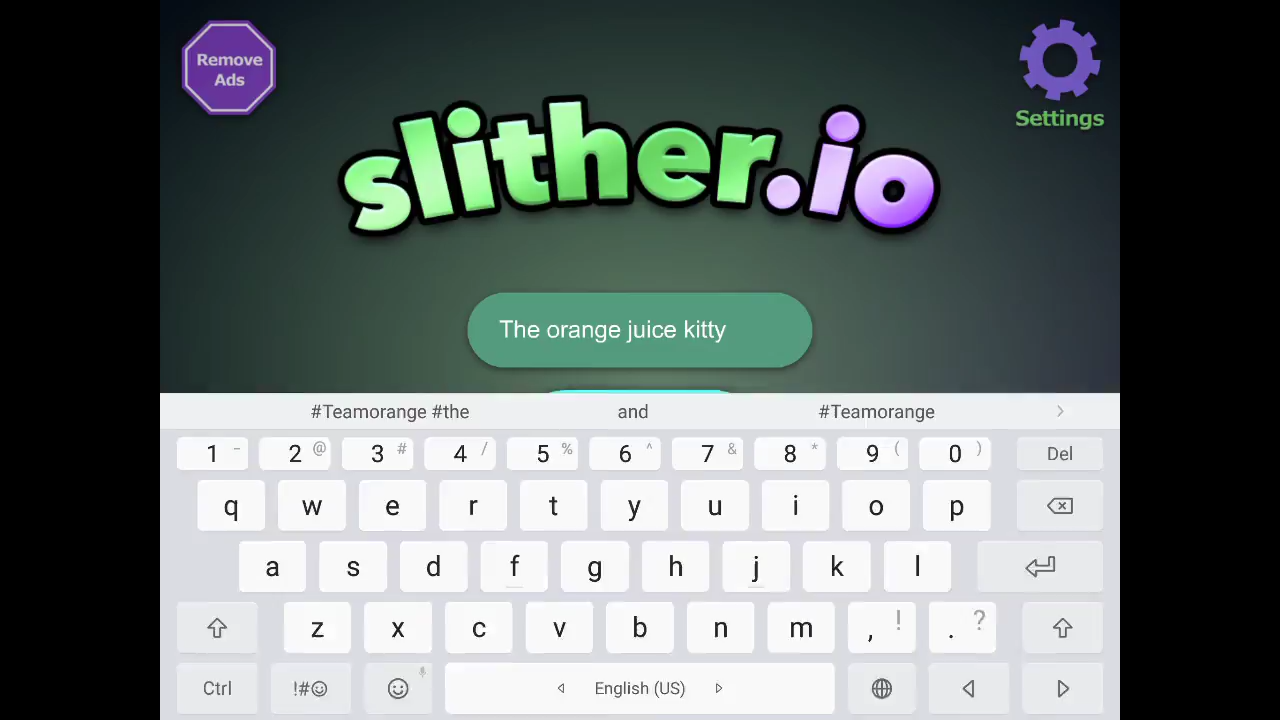 Remove
Ads
Settings
slither.io
The orange juice kitty
#Teamorange #the and #Teamorange
1 - 2 @ 3 # 4 / 5 % 6 ^ 7 & 8 * 9 ( 0 ) Del
q w e r t y u i o p
a s d f g h j k l
z x c v b n m , ! . ?
Ctrl !#☺ English (US)